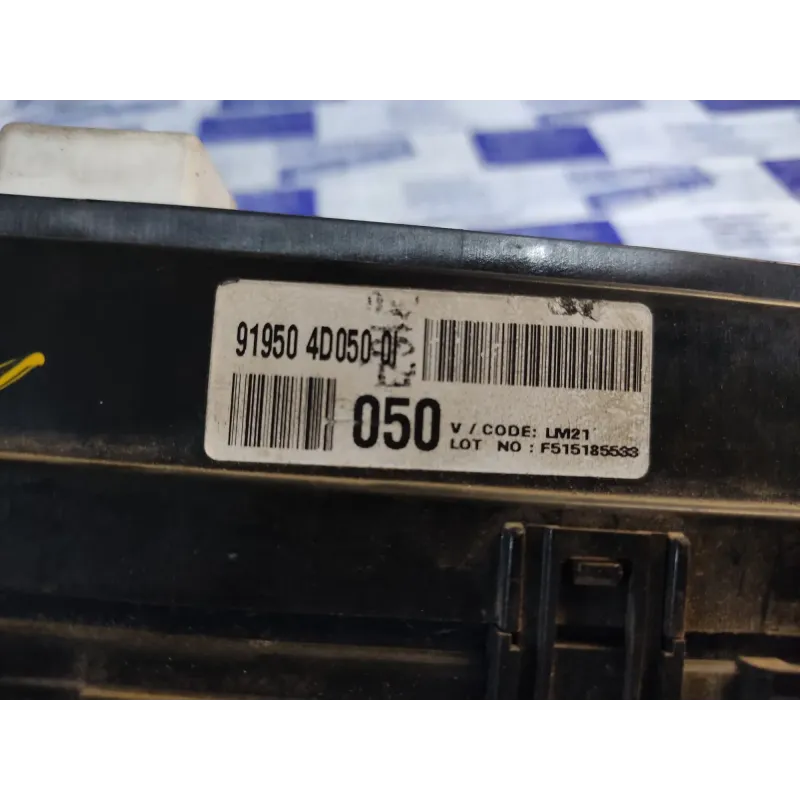 91950 4D050
050
V / CODE: LM21
LOT NO : F515185533